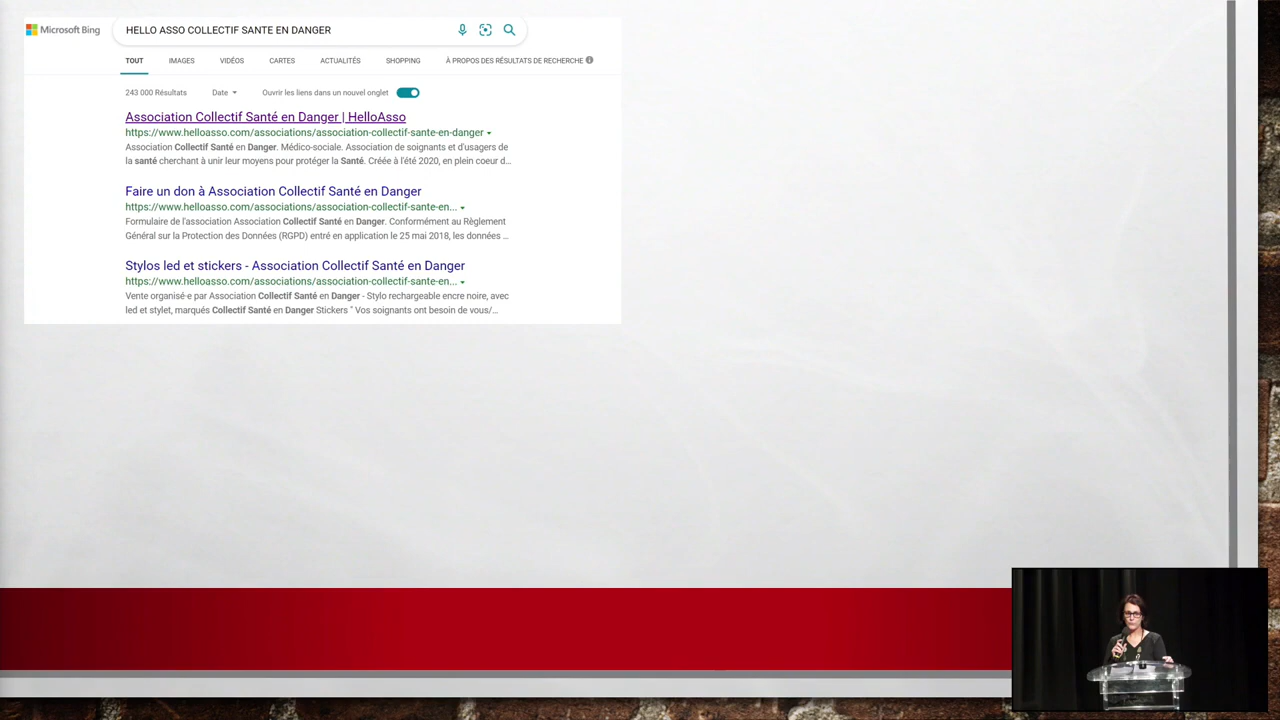 Microsoft Bing
HELLO ASSO COLLECTIF SANTE EN DANGER
TOUT IMAGES VIDÉOS CARTES ACTUALITÉS SHOPPING À PROPOS DES RÉSULTATS DE RECHERCHE
243 000 Résultats Date Ouvrir les liens dans un nouvel onglet
Association Collectif Santé en Danger | HelloAsso
https://www.helloasso.com/associations/association-collectif-sante-en-danger
Association Collectif Santé en Danger. Médico-sociale. Association de soignants et d'usagers de
la santé cherchant à unir leur moyens pour protéger la Santé. Créée à l'été 2020, en plein coeur d…
Faire un don à Association Collectif Santé en Danger
https://www.helloasso.com/associations/association-collectif-sante-en...
Formulaire de l'association Association Collectif Santé en Danger. Conformément au Règlement
Général sur la Protection des Données (RGPD) entré en application le 25 mai 2018, les données …
Stylos led et stickers - Association Collectif Santé en Danger
https://www.helloasso.com/associations/association-collectif-sante-en...
Vente organisé·e par Association Collectif Santé en Danger - Stylo rechargeable encre noire, avec
led et stylet, marqués Collectif Santé en Danger Stickers " Vos soignants ont besoin de vous/…